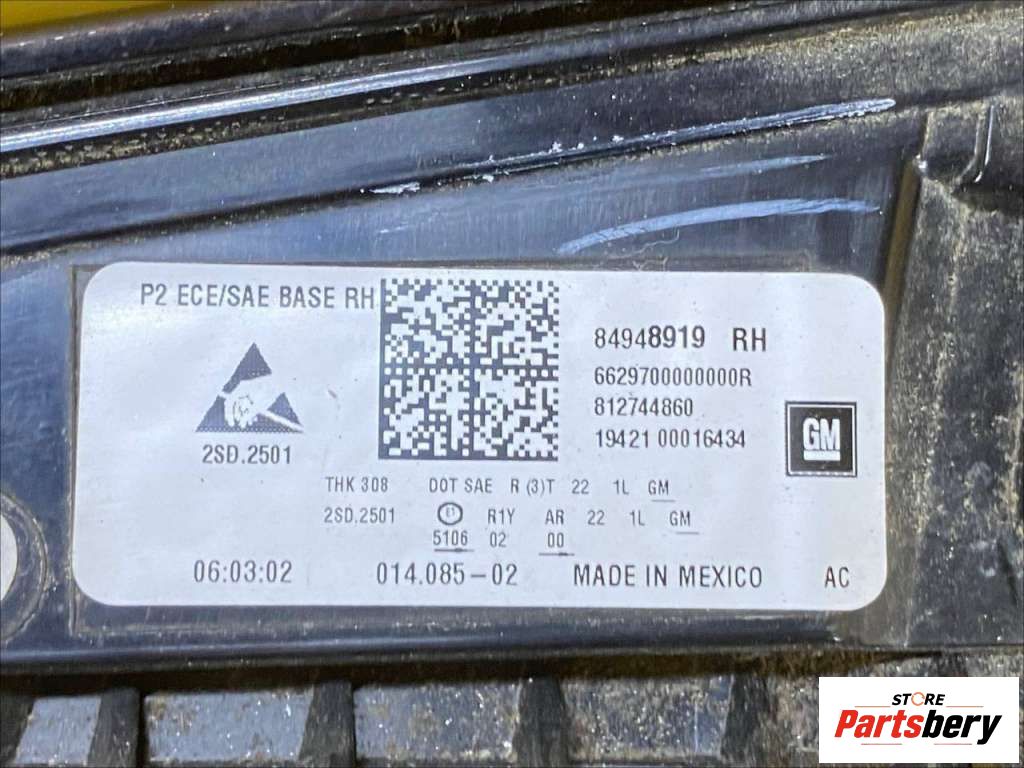 P2 ECE/SAE BASE RH
84948919 RH
6629700000000R
812744860
19421 00016434
GM
2SD.2501
THK 308 DOT SAE R (3)T 22 1L GM
2SD.2501 E1 R1Y AR 22 1L GM
5106 02 00
06:03:02 014.085-02 MADE IN MEXICO AC
STORE
Partsbery